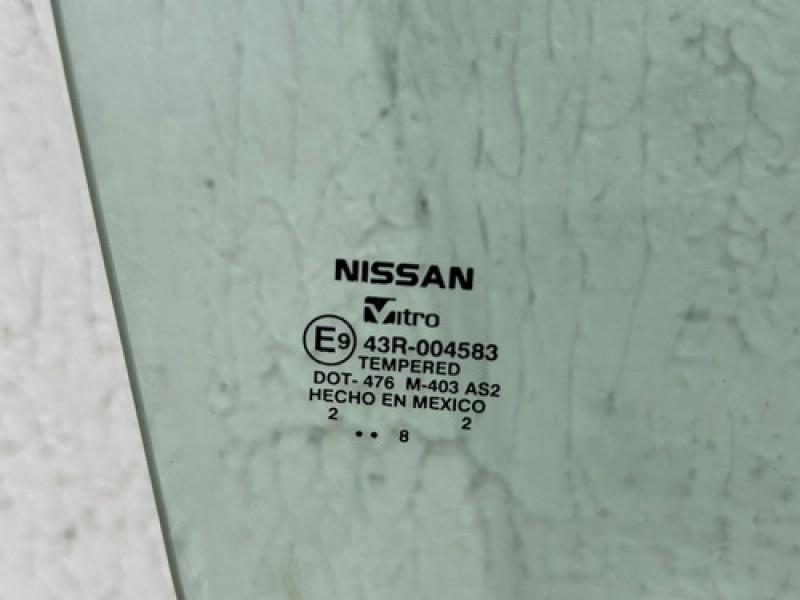 NISSAN
Vitro
E9 43R-004583
TEMPERED
DOT- 476 M-403 AS2
HECHO EN MEXICO
2 2
•• 8